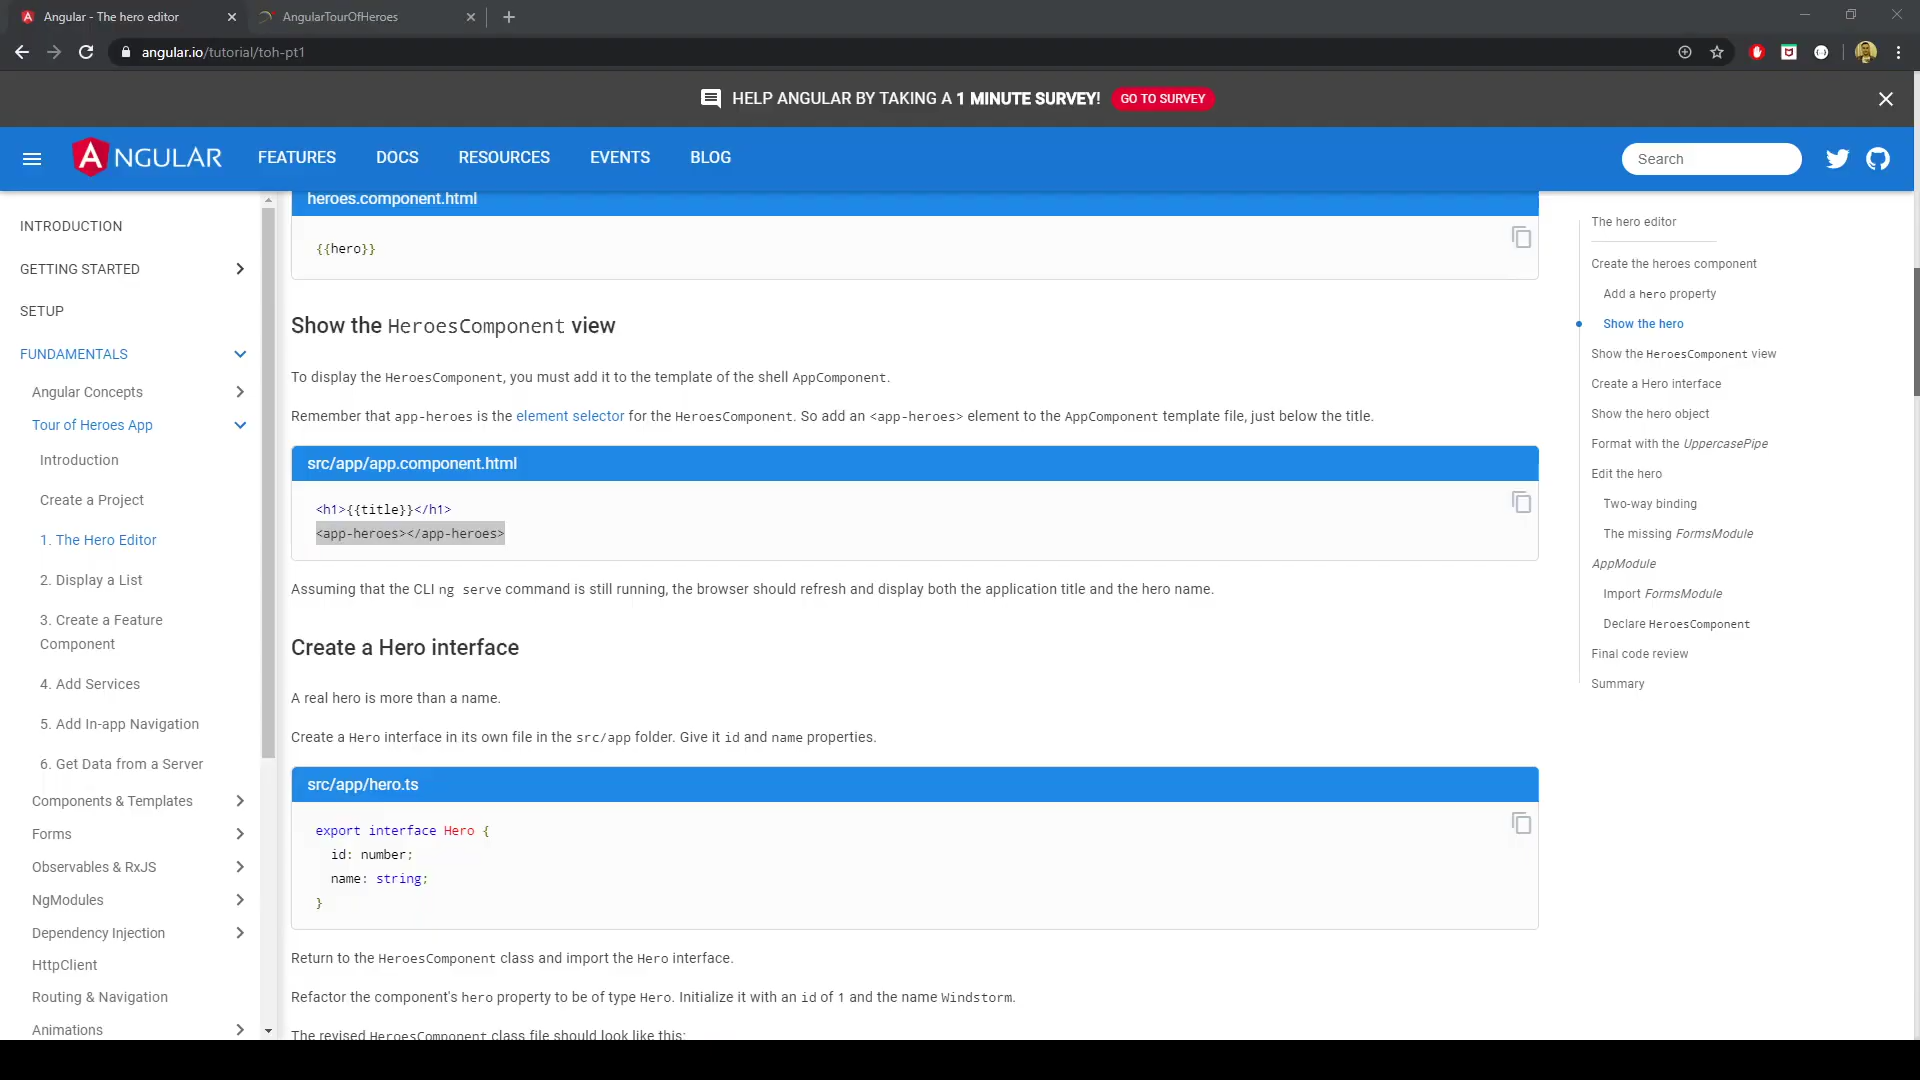 Angular - The hero editor
AngularTourOfHeroes
angular.io/tutorial/toh-pt1
HELP ANGULAR BY TAKING A 1 MINUTE SURVEY! GO TO SURVEY
ANGULAR
FEATURES
DOCS
RESOURCES
EVENTS
BLOG
Search
INTRODUCTION
GETTING STARTED
SETUP
FUNDAMENTALS
Angular Concepts
Tour of Heroes App
Introduction
Create a Project
1. The Hero Editor
2. Display a List
3. Create a Feature
Component
4. Add Services
5. Add In-app Navigation
6. Get Data from a Server
Components & Templates
Forms
Observables & RxJS
NgModules
Dependency Injection
HttpClient
Routing & Navigation
Animations
heroes.component.html
{{hero}}
Show the HeroesComponent view
To display the HeroesComponent, you must add it to the template of the shell AppComponent.
Remember that app-heroes is the element selector for the HeroesComponent. So add an <app-heroes> element to the AppComponent template file, just below the title.
src/app/app.component.html
<h1>{{title}}</h1>
<app-heroes></app-heroes>
Assuming that the CLI ng serve command is still running, the browser should refresh and display both the application title and the hero name.
Create a Hero interface
A real hero is more than a name.
Create a Hero interface in its own file in the src/app folder. Give it id and name properties.
src/app/hero.ts
export interface Hero {
id: number;
name: string;
}
Return to the HeroesComponent class and import the Hero interface.
Refactor the component's hero property to be of type Hero. Initialize it with an id of 1 and the name Windstorm.
The revised HeroesComponent class file should look like this:
The hero editor
Create the heroes component
Add a hero property
Show the hero
Show the HeroesComponent view
Create a Hero interface
Show the hero object
Format with the UppercasePipe
Edit the hero
Two-way binding
The missing FormsModule
AppModule
Import FormsModule
Declare HeroesComponent
Final code review
Summary